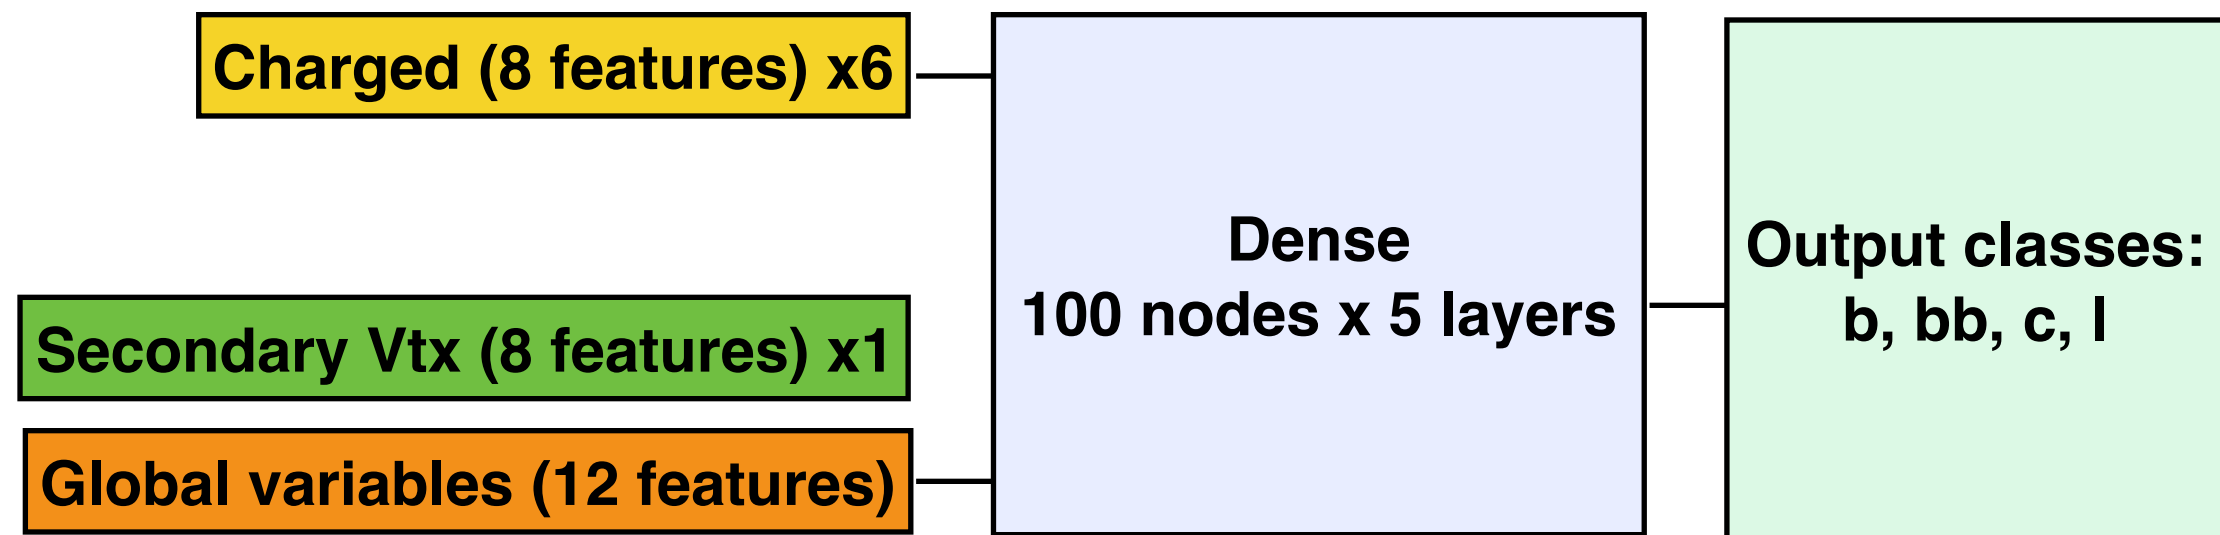 Charged (8 features) x6
Secondary Vtx (8 features) x1
Global variables (12 features)
Dense
100 nodes x 5 layers
Output classes:
b, bb, c, l